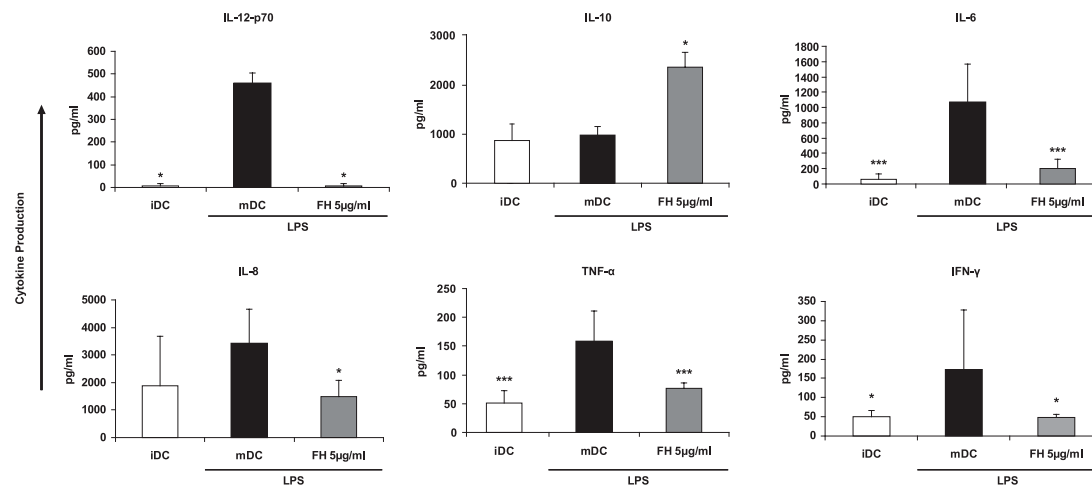 Cytokine Production
IL-12-p70
pg/ml
600
500
400
300
200
100
0
*
*
iDC
mDC
FH 5µg/ml
LPS
IL-10
pg/ml
3000
2000
1000
0
*
iDC
mDC
FH 5µg/ml
LPS
IL-6
pg/ml
1800
1600
1400
1200
1000
800
600
400
200
0
***
***
iDC
mDC
FH 5µg/ml
LPS
IL-8
pg/ml
5000
4000
3000
2000
1000
0
*
iDC
mDC
FH 5µg/ml
LPS
TNF-α
pg/ml
250
200
150
100
50
0
***
***
iDC
mDC
FH 5µg/ml
LPS
IFN-γ
pg/ml
350
300
250
200
150
100
50
0
*
*
iDC
mDC
FH 5µg/ml
LPS